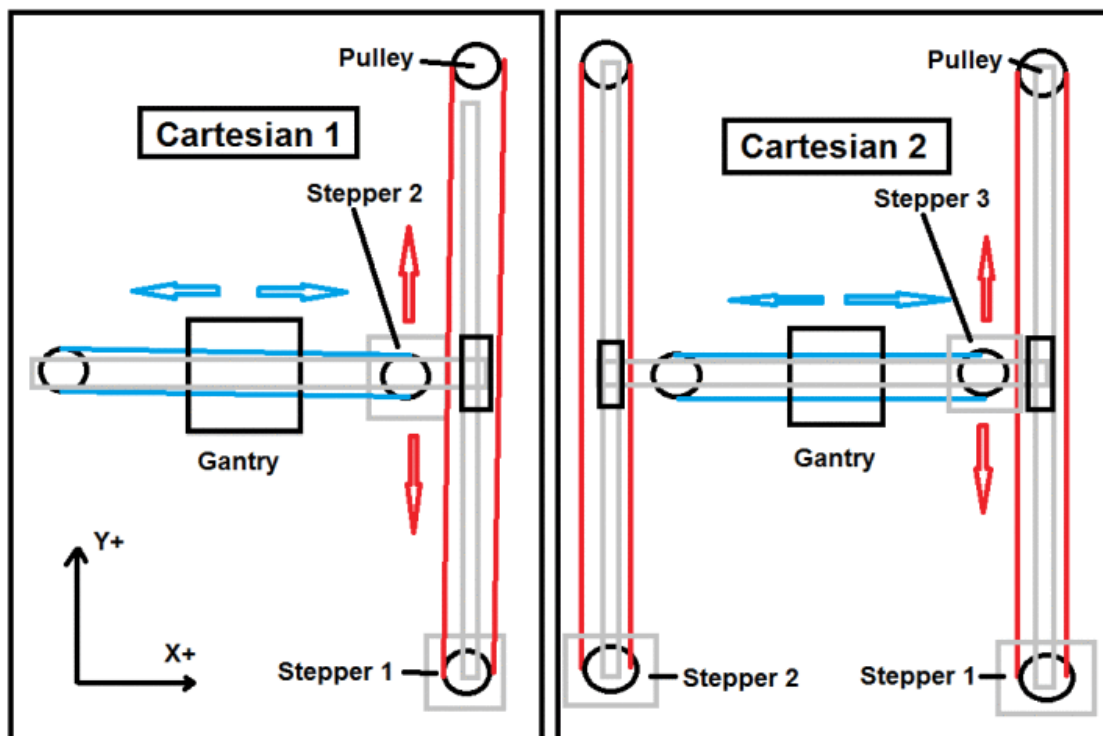 Pulley
Cartesian 1
Stepper 2
Gantry
Y+
X+
Stepper 1
Pulley
Cartesian 2
Stepper 3
Gantry
Stepper 2
Stepper 1